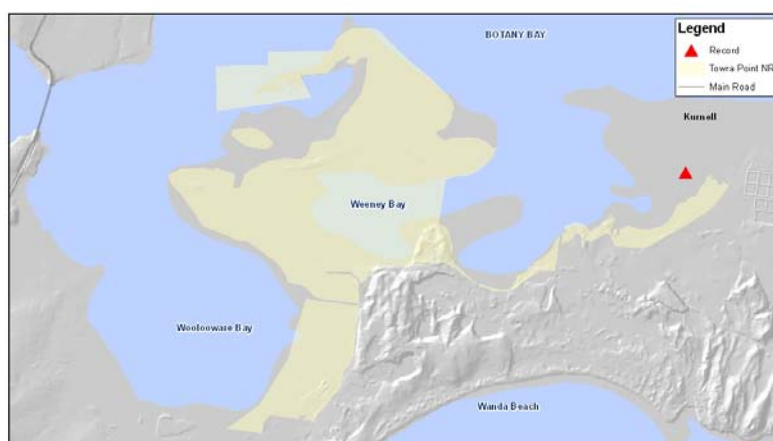 BOTANY BAY
Legend
Record
Towra Point NR
Main Road
Kurnell
Weeney Bay
Woolooware Bay
Wanda Beach